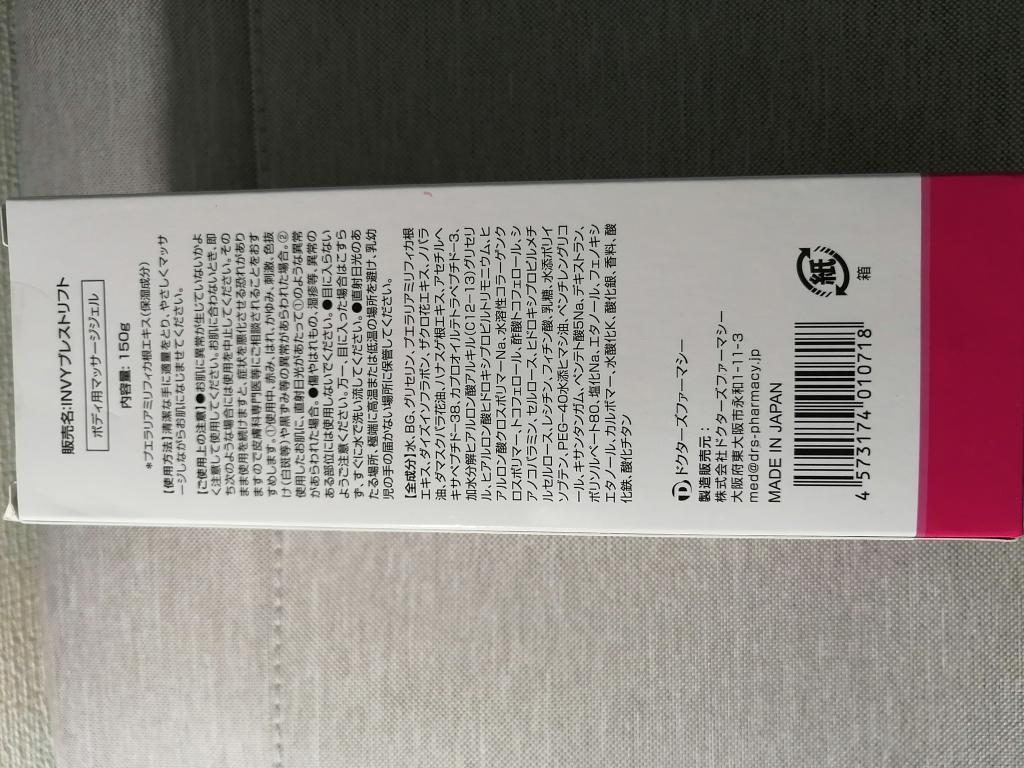 販売名:INVYブレストリフト
ボディ用マッサージジェル
内容量: 150g
*プエラリアミリフィカ根エキス(保湿成分)
【使用方法】清潔な手に適量をとり、やさしくマッサ
ージしながらお肌になじませてください。
【ご使用上の注意】●お肌に異常が生じていないかよ
く注意して使用してください。お肌に合わないとき、即
ち次のような場合には使用を中止してください。その
まま使用を続けますと、症状を悪化させる恐れがあり
ますので皮膚科専門医等にご相談されることをおす
すめします。①使用中、赤み、はれ、かゆみ、刺激、色抜
け(白斑等)や黒ずみ等の異常があらわれた場合。②
使用したお肌に、直射日光があたって①のような異常
があらわれた場合。●傷やはれもの、湿疹等、異常の
ある部位には使用しないでください。●目に入らない
ようご注意ください。万一、目に入った場合はこすら
ず、すぐに水で洗い流してください。●直射日光のあ
たる場所、極端に高温または低温の場所を避け、乳幼
児の手の届かない場所に保管してください。
【全成分】水、BG、グリセリン、プエラリアミリフィカ根
エキス、ダイズイソフラボン、ザクロ花エキス、ノバラ
油、ダマスクバラ花油、ハナスゲ根エキス、アセチルヘ
キサペプチド-38、カプロオイルテトラペプチド-3、
加水分解ヒアルロン酸アルキル(C12-13)グリセリ
ル、ヒアルロン酸ヒドロキシプロピルトリモニウム、ヒ
アルロン酸クロスポリマーNa、水溶性コラーゲンク
ロスポリマー、トコフェロール、酢酸トコフェロール、シ
アノコバラミン、セルロース、ヒドロキシプロピルメチ
ルセルロース、レシチン、フィチン酸、乳糖、水添ポリイ
ソブテン、PEG-40水添ヒマシ油、ペンチレングリコ
ール、キサンタンガム、ペンテト酸5Na、デキストラン、
ポリソルベート80、塩化Na、エタノール、フェノキシ
エタノール、カルボマー、水酸化K、酸化銀、香料、酸
化鉄、酸化チタン
ドクターズファーマシー
製造販売元:
株式会社ドクターズファーマシー
大阪府東大阪市永和1-11-3
med@drs-pharmacy.jp
MADE IN JAPAN
4573174010718
紙
箱